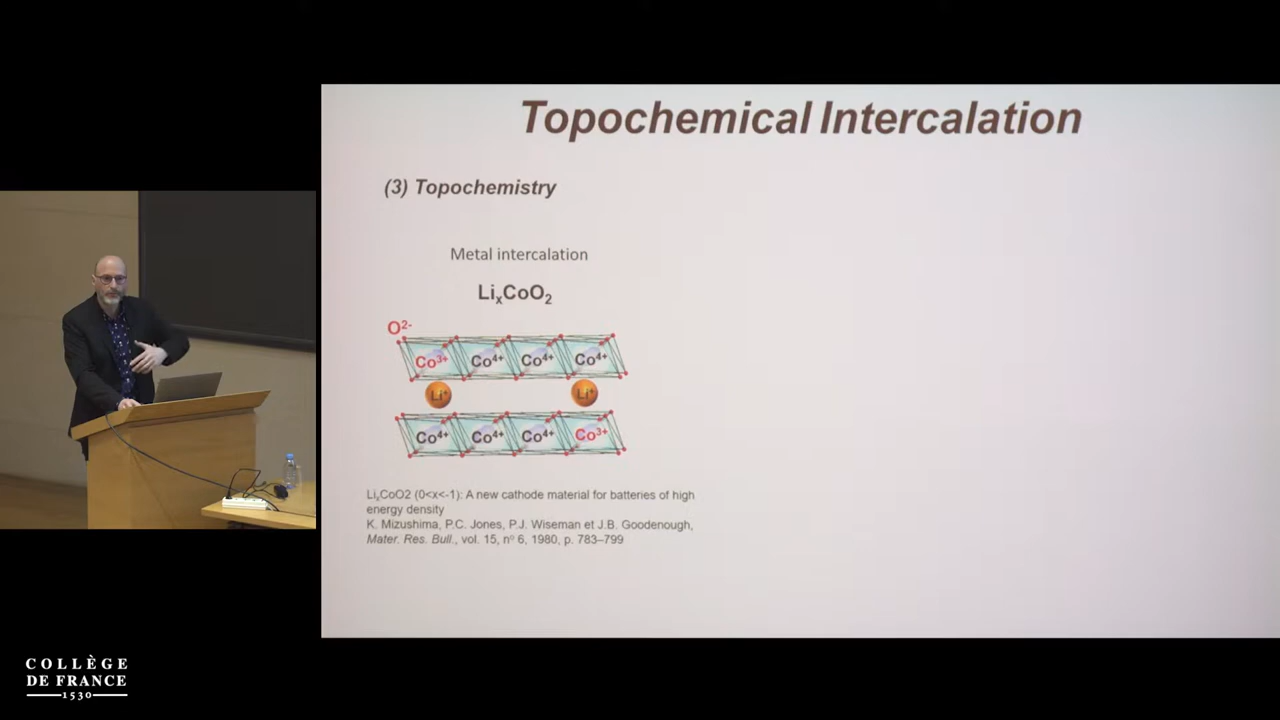 Topochemical Intercalation
(3) Topochemistry
Metal intercalation
LiₓCoO₂
O²⁻
Co³⁺ Co⁴⁺ Co⁴⁺ Co⁴⁺
Li⁺ Li⁺
Co⁴⁺ Co⁴⁺ Co⁴⁺ Co³⁺
LiₓCoO2 (0<x<-1): A new cathode material for batteries of high
energy density
K. Mizushima, P.C. Jones, P.J. Wiseman et J.B. Goodenough,
Mater. Res. Bull., vol. 15, nº 6, 1980, p. 783–799
COLLÈGE
DE FRANCE
1530